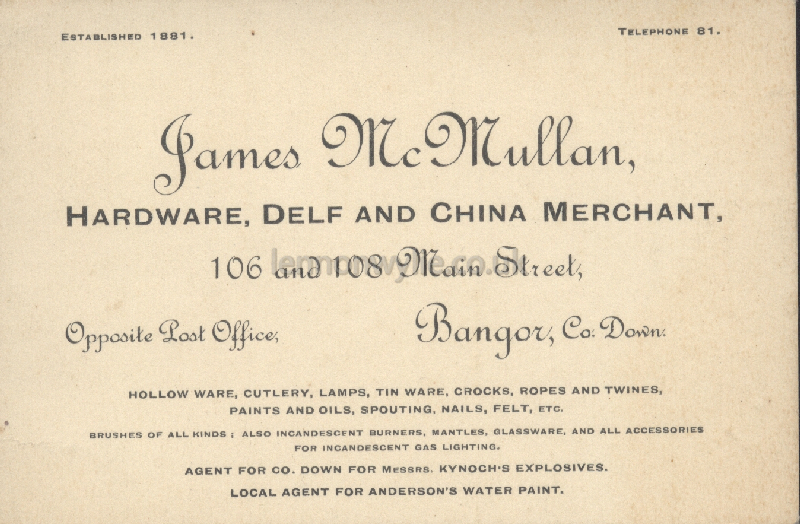 Established 1881.
Telephone 81.
James McMullan,
Hardware, Delf and China Merchant,
106 and 108 Main Street,
lennonwylie.co.uk
Opposite Post Office,
Bangor, Co. Down.
HOLLOW WARE, CUTLERY, LAMPS, TIN WARE, CROCKS, ROPES AND TWINES,
PAINTS AND OILS, SPOUTING, NAILS, FELT, ETC.
BRUSHES OF ALL KINDS; ALSO INCANDESCENT BURNERS, MANTLES, GLASSWARE, AND ALL ACCESSORIES
FOR INCANDESCENT GAS LIGHTING.
AGENT FOR CO. DOWN FOR Messrs. KYNOCH'S EXPLOSIVES.
LOCAL AGENT FOR ANDERSON'S WATER PAINT.